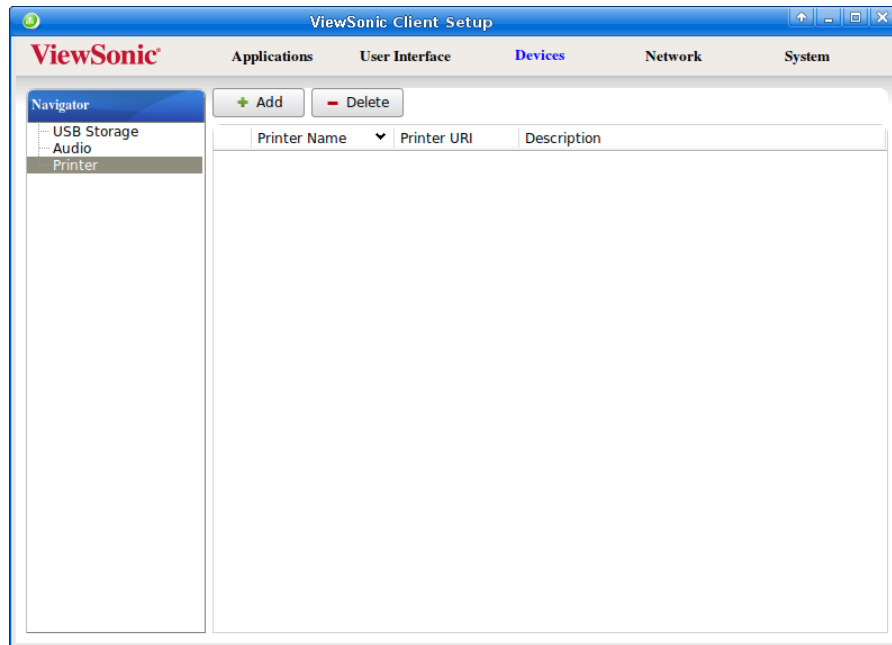 ViewSonic Client Setup
ViewSonic®
Applications User Interface Devices Network System
Navigator
USB Storage
Audio
Printer
Add Delete
Printer Name Printer URI Description